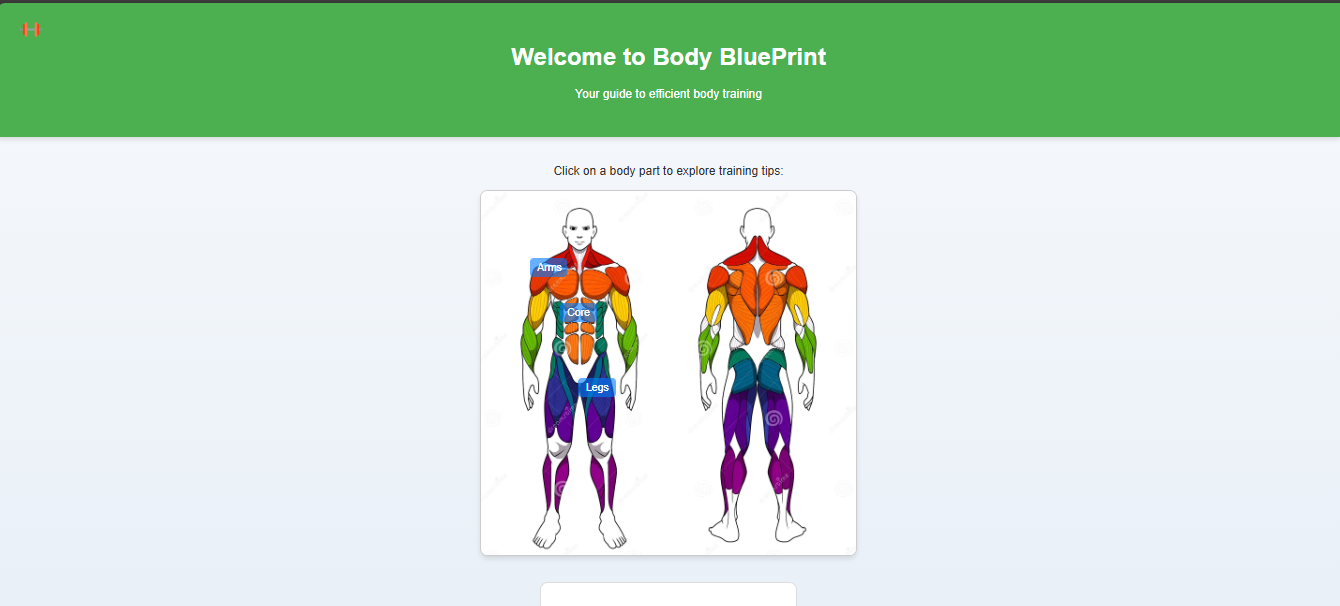 Welcome to Body BluePrint
Your guide to efficient body training
Click on a body part to explore training tips:
Arms
Core
Legs